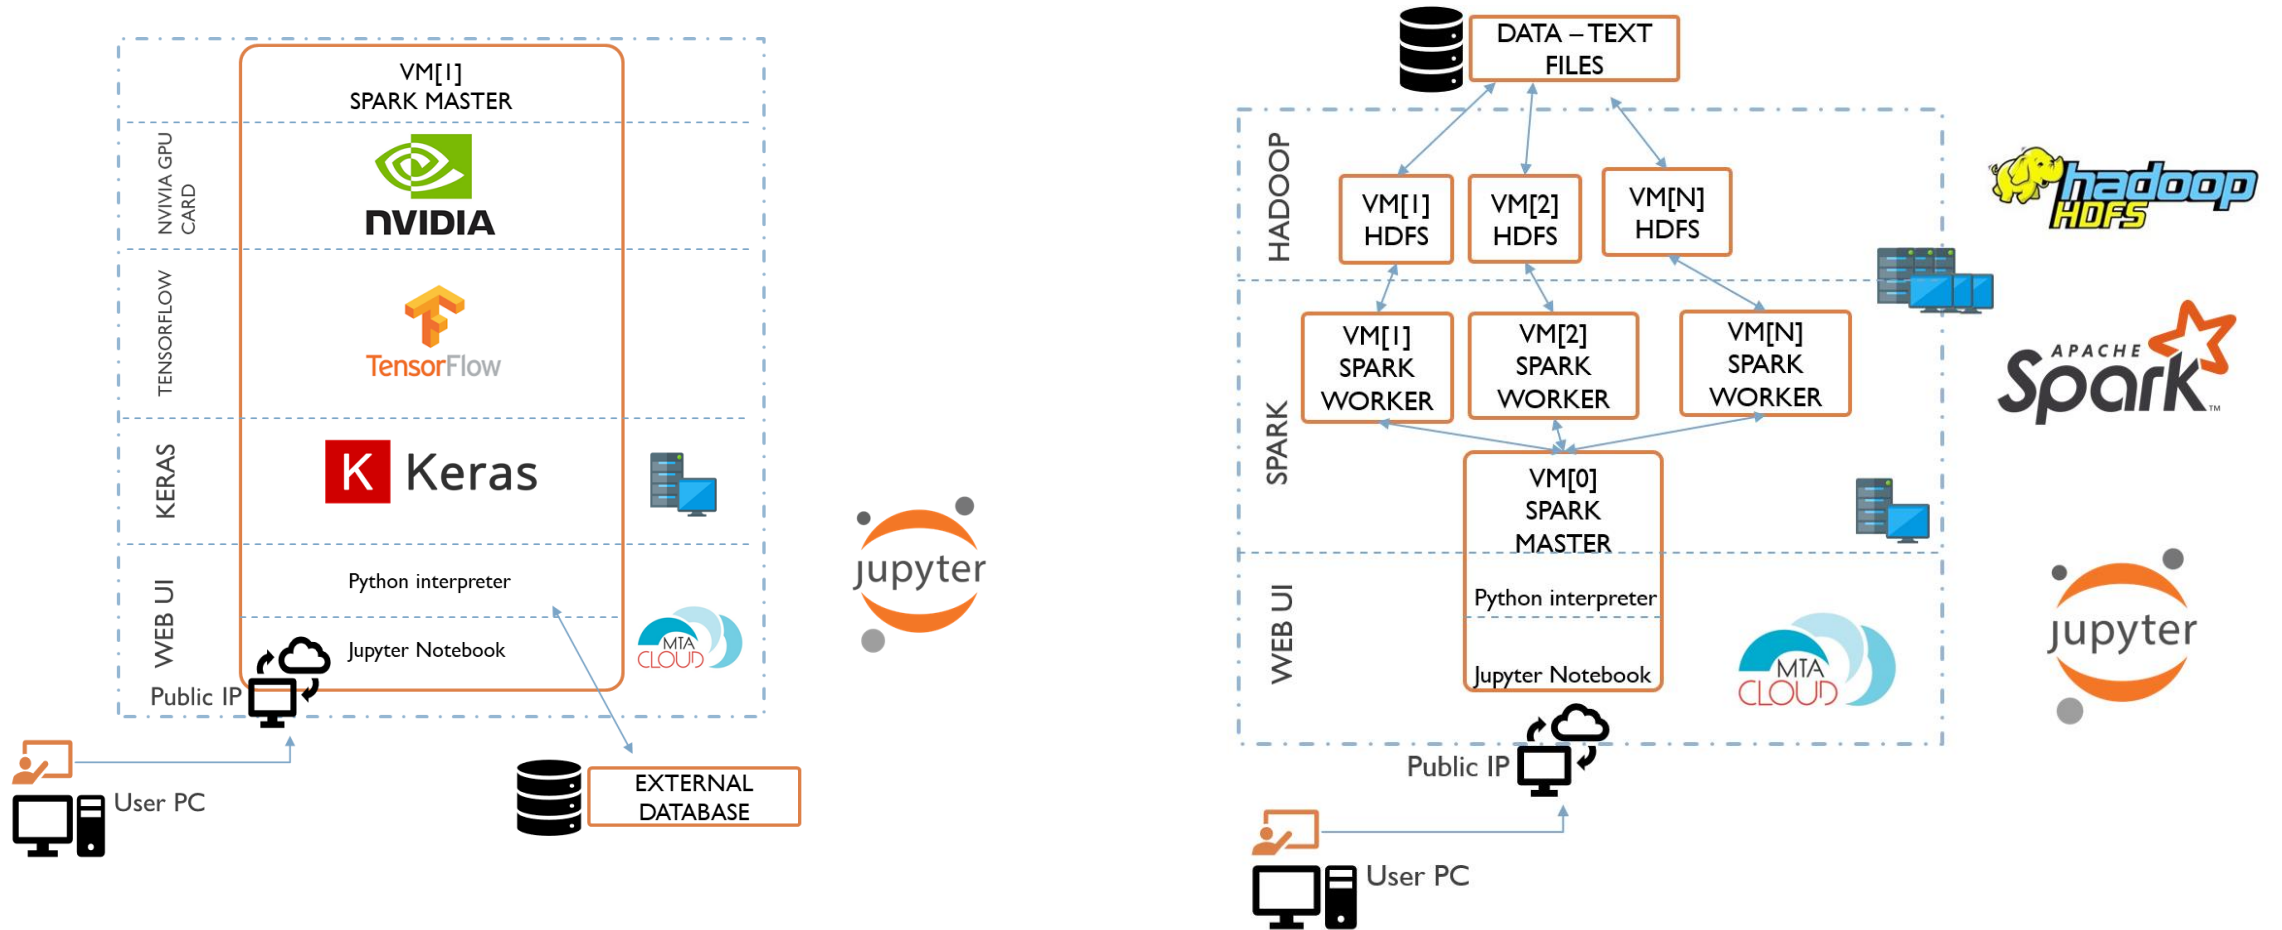 VM[1]
SPARK MASTER
NVIVIA GPU
CARD
NVIDIA
TENSORFLOW
TensorFlow
KERAS
K Keras
WEB UI
Python interpreter
Jupyter Notebook
MTA
CLOUD
Public IP
User PC
EXTERNAL
DATABASE
jupyter
DATA – TEXT
FILES
HADOOP
VM[1]
HDFS
VM[2]
HDFS
VM[N]
HDFS
hadoop
HDFS
SPARK
VM[1]
SPARK
WORKER
VM[2]
SPARK
WORKER
VM[N]
SPARK
WORKER
APACHE
Spark™
VM[0]
SPARK
MASTER
WEB UI
Python interpreter
Jupyter Notebook
MTA
CLOUD
jupyter
Public IP
User PC